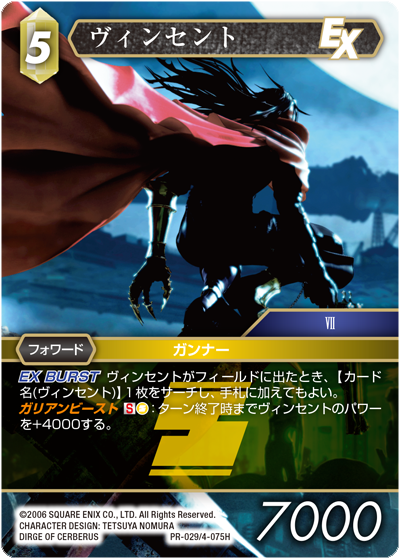 5
ヴィンセント
EX
VII
フォワード
ガンナー
EX BURST ヴィンセントがフィールドに出たとき、【カード
名(ヴィンセント)】1枚をサーチし、手札に加えてもよい。
ガリアンビースト S:ターン終了時までヴィンセントのパワー
を+4000する。
©2006 SQUARE ENIX CO., LTD. All Rights Reserved.
CHARACTER DESIGN: TETSUYA NOMURA
DIRGE OF CERBERUS
PR-029/4-075H
7000